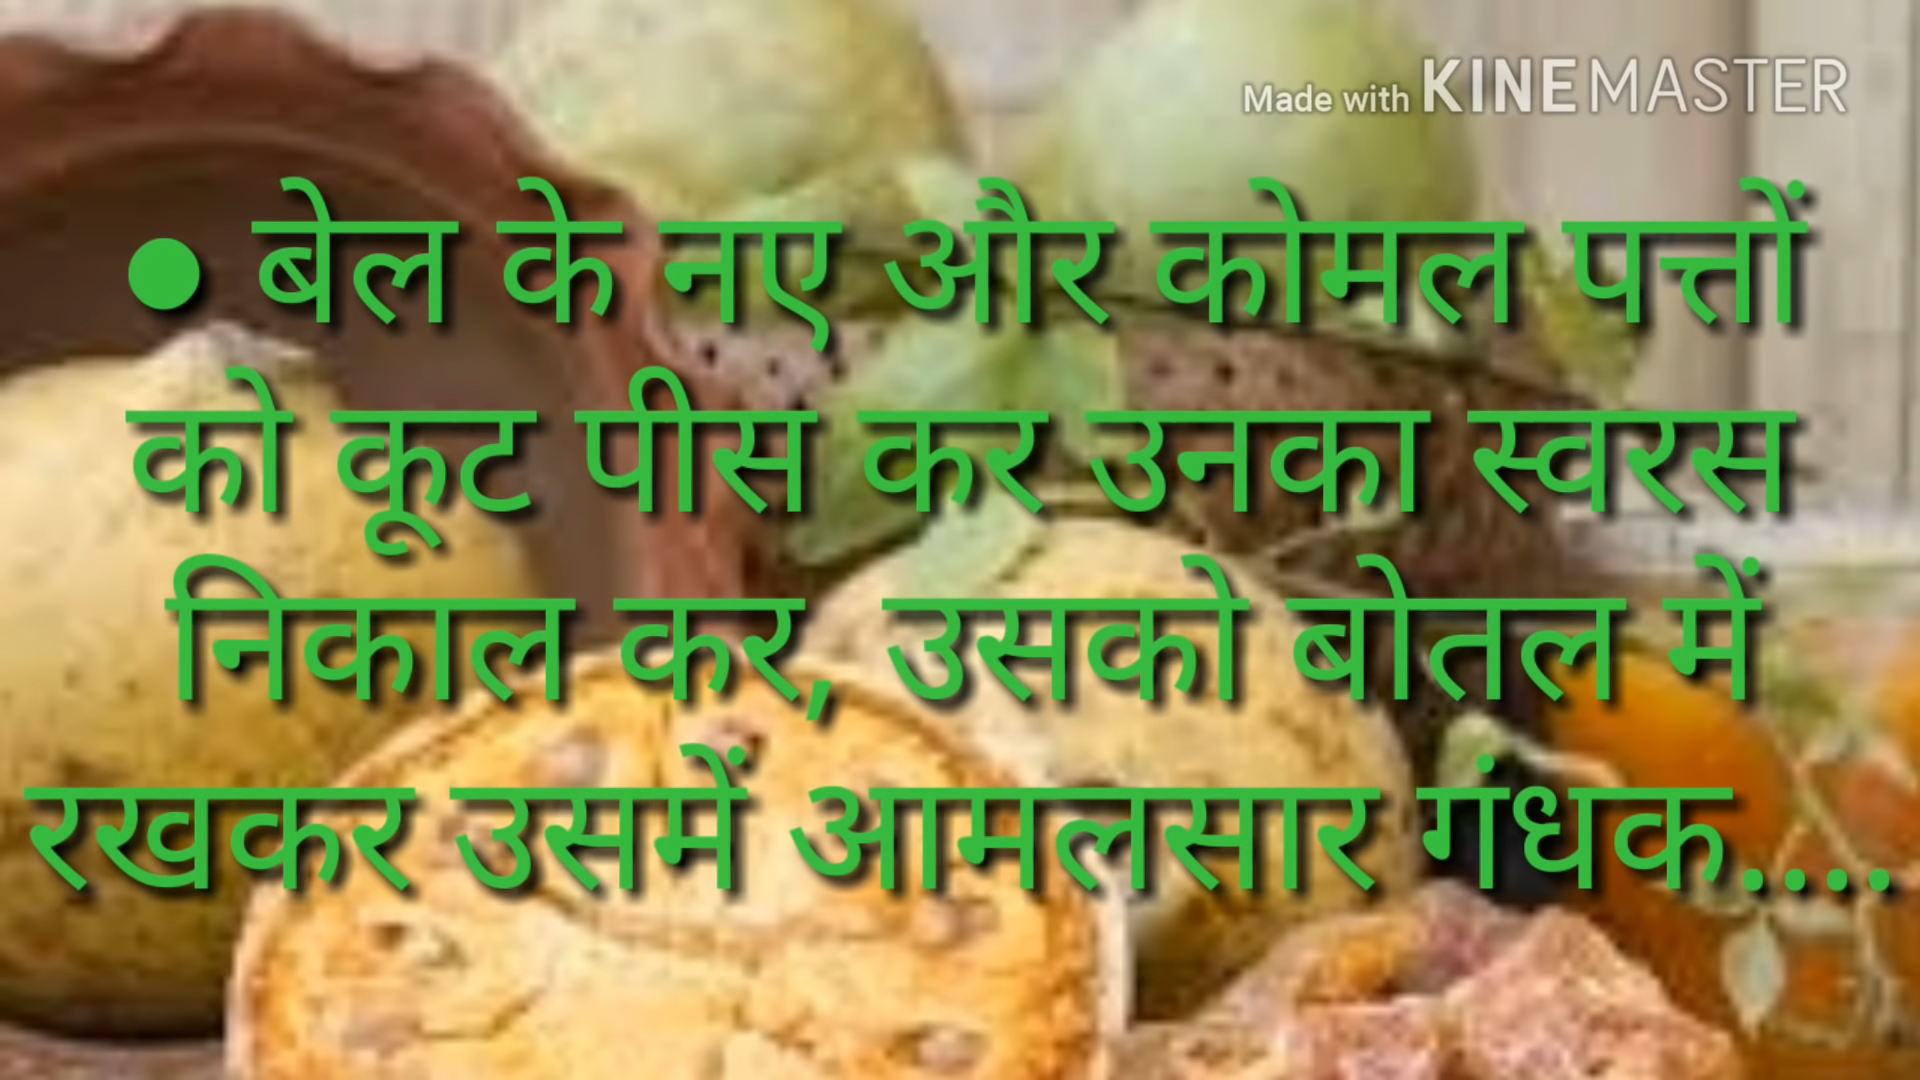 Made with KINEMASTER
● बेल के नए और कोमल पत्तों
को कूट पीस कर उनका स्वरस
निकाल कर, उसको बोतल में
रखकर उसमें आमलसार गंधक....